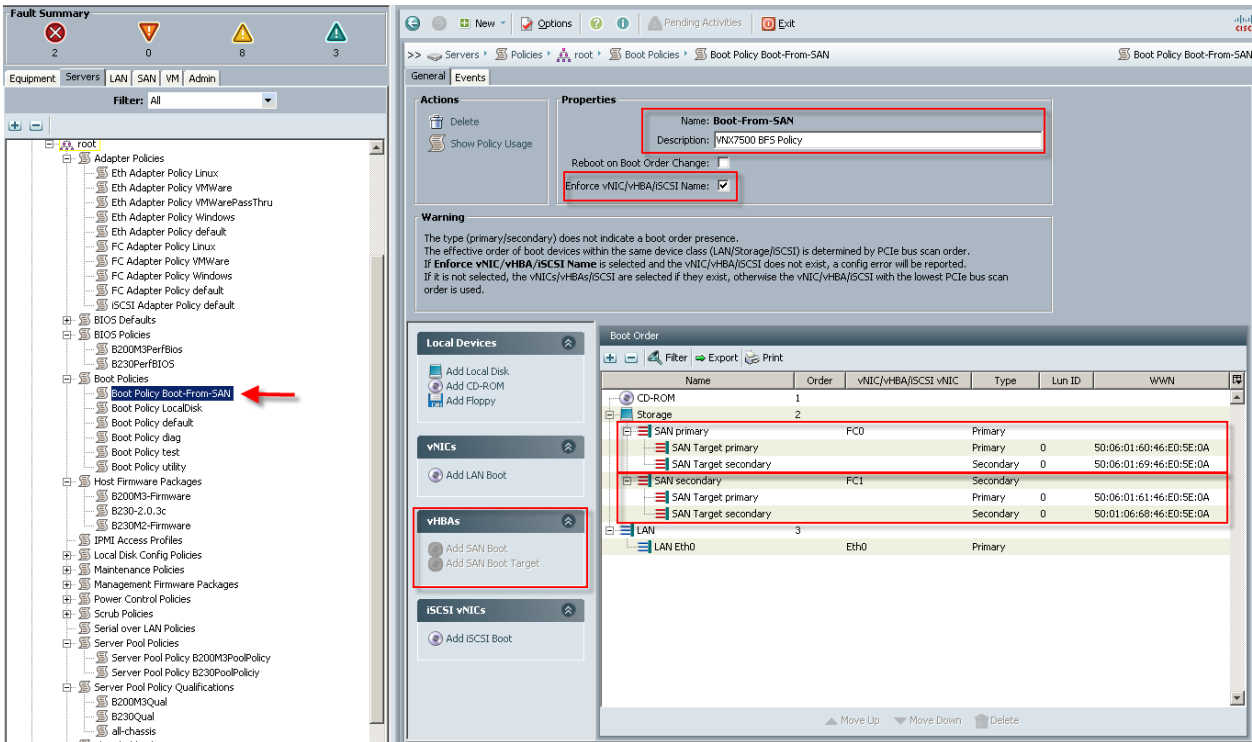 Fault Summary
2 0 8 3
Equipment Servers LAN SAN VM Admin
Filter: All
root
Adapter Policies
Eth Adapter Policy Linux
Eth Adapter Policy VMWare
Eth Adapter Policy VMWarePassThru
Eth Adapter Policy Windows
Eth Adapter Policy default
FC Adapter Policy Linux
FC Adapter Policy VMWare
FC Adapter Policy Windows
FC Adapter Policy default
iSCSI Adapter Policy default
BIOS Defaults
BIOS Policies
B200M3PerfBios
B230PerfBIOS
Boot Policies
Boot Policy Boot-From-SAN
Boot Policy LocalDisk
Boot Policy default
Boot Policy diag
Boot Policy test
Boot Policy utility
Host Firmware Packages
B200M3-Firmware
B230-2.0.3c
B230M2-Firmware
IPMI Access Profiles
Local Disk Config Policies
Maintenance Policies
Management Firmware Packages
Power Control Policies
Scrub Policies
Serial over LAN Policies
Server Pool Policies
Server Pool Policy B200M3PoolPolicy
Server Pool Policy B230PoolPoliciy
Server Pool Policy Qualifications
B200M3Qual
B230Qual
all-chassis
New Options Pending Activities Exit
CISC
>> Servers Policies root Boot Policies Boot Policy Boot-From-SAN Boot Policy Boot-From-SAN
General Events
Actions
Delete
Show Policy Usage
Properties
Name: Boot-From-SAN
Description: VNX7500 BFS Policy
Reboot on Boot Order Change:
Enforce vNIC/vHBA/iSCSI Name:
Warning
The type (primary/secondary) does not indicate a boot order presence.
The effective order of boot devices within the same device class (LAN/Storage/iSCSI) is determined by PCIe bus scan order.
If Enforce vNIC/vHBA/iSCSI Name is selected and the vNIC/vHBA/iSCSI does not exist, a config error will be reported.
If it is not selected, the vNICs/vHBAs/iSCSI are selected if they exist, otherwise the vNIC/vHBA/iSCSI with the lowest PCIe bus scan
order is used.
Local Devices
Add Local Disk
Add CD-ROM
Add Floppy
vNICs
Add LAN Boot
vHBAs
Add SAN Boot
Add SAN Boot Target
iSCSI vNICs
Add iSCSI Boot
Boot Order
Filter Export Print
Name Order vNIC/vHBA/iSCSI vNIC Type Lun ID WWN
CD-ROM 1
Storage 2
SAN primary FC0 Primary
SAN Target primary Primary 0 50:06:01:60:46:E0:5E:0A
SAN Target secondary Secondary 0 50:06:01:69:46:E0:5E:0A
SAN secondary FC1 Secondary
SAN Target primary Primary 0 50:06:01:61:46:E0:5E:0A
SAN Target secondary Secondary 0 50:01:06:68:46:E0:5E:0A
LAN 3
LAN Eth0 Eth0 Primary
Move Up Move Down Delete